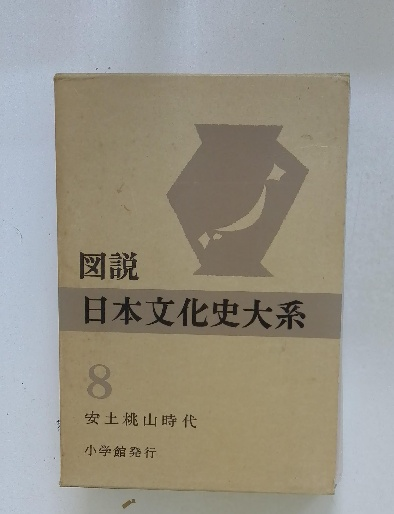 図説
日本文化史大系
8
安土桃山時代
小学館発行